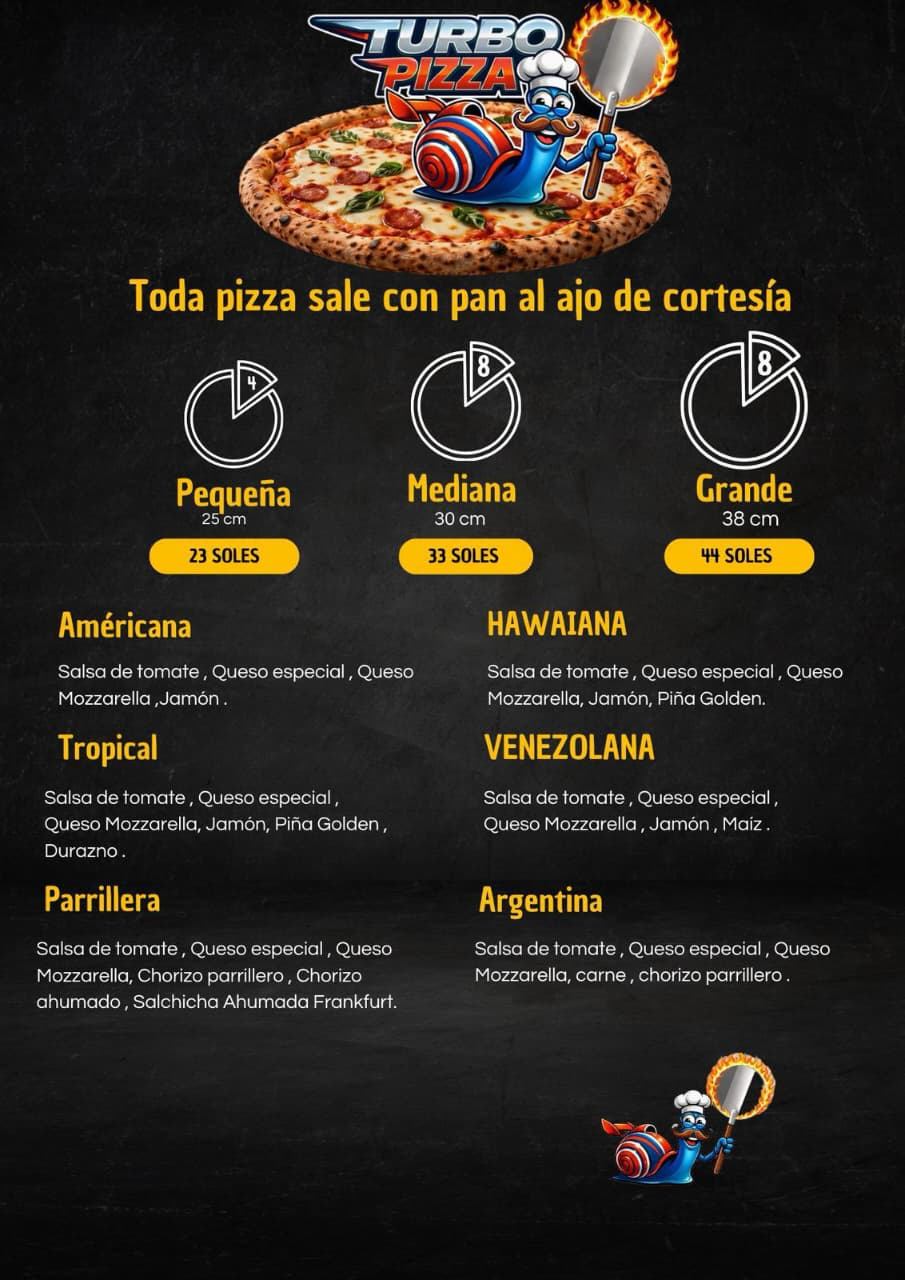 TURBO
PIZZA
Toda pizza sale con pan al ajo de cortesía
4
8
8
Pequeña
25 cm
23 SOLES
Mediana
30 cm
33 SOLES
Grande
38 cm
44 SOLES
Américana
Salsa de tomate , Queso especial , Queso
Mozzarella ,Jamón .
HAWAIANA
Salsa de tomate , Queso especial , Queso
Mozzarella, Jamón, Piña Golden.
Tropical
Salsa de tomate , Queso especial ,
Queso Mozzarella, Jamón, Piña Golden ,
Durazno .
VENEZOLANA
Salsa de tomate , Queso especial ,
Queso Mozzarella , Jamón , Maíz .
Parrillera
Salsa de tomate , Queso especial , Queso
Mozzarella, Chorizo parrillero , Chorizo
ahumado , Salchicha Ahumada Frankfurt.
Argentina
Salsa de tomate , Queso especial , Queso
Mozzarella, carne , chorizo parrillero .